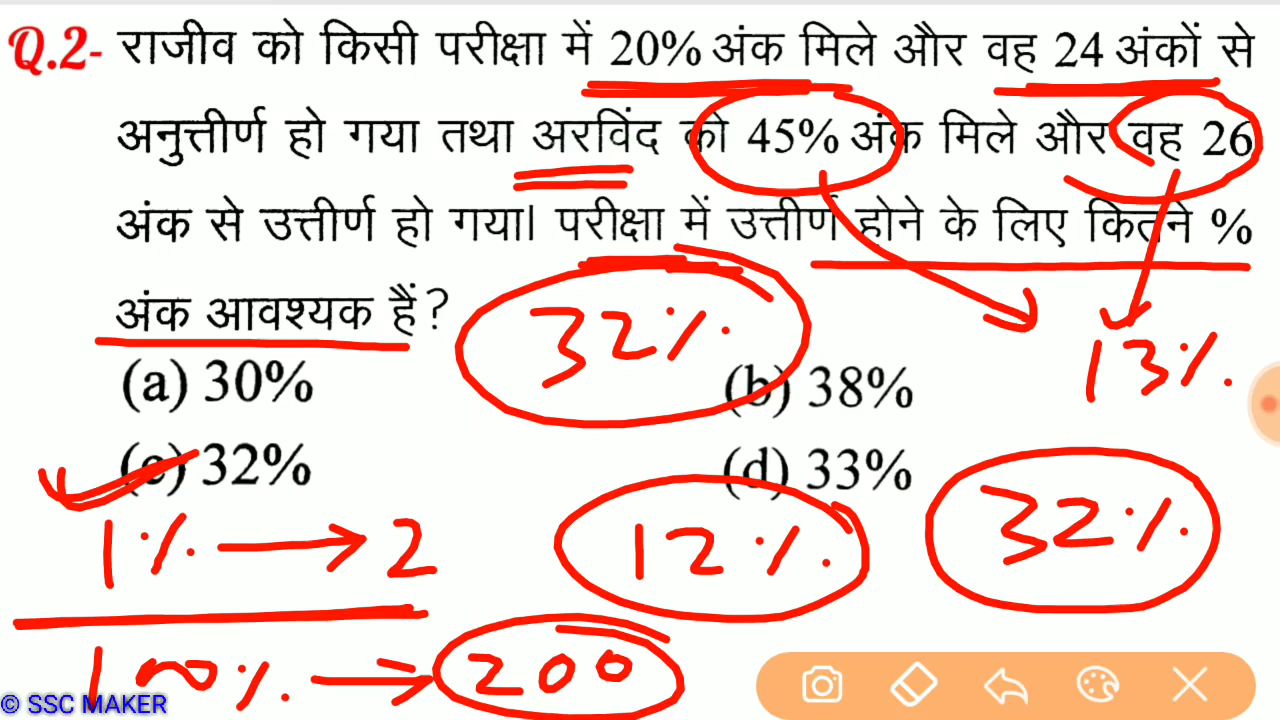 Q.2- राजीव को किसी परीक्षा में 20% अंक मिले और वह 24 अंकों से
अनुत्तीर्ण हो गया तथा अरविंद को 45% अंक मिले और वह 26
अंक से उत्तीर्ण हो गया। परीक्षा में उत्तीर्ण होने के लिए कितने %
अंक आवश्यक हैं?
32%
13%
(a) 30% (b) 38%
(c) 32% (d) 33%
1% → 2 12% 32%
100% → 200
© SSC MAKER